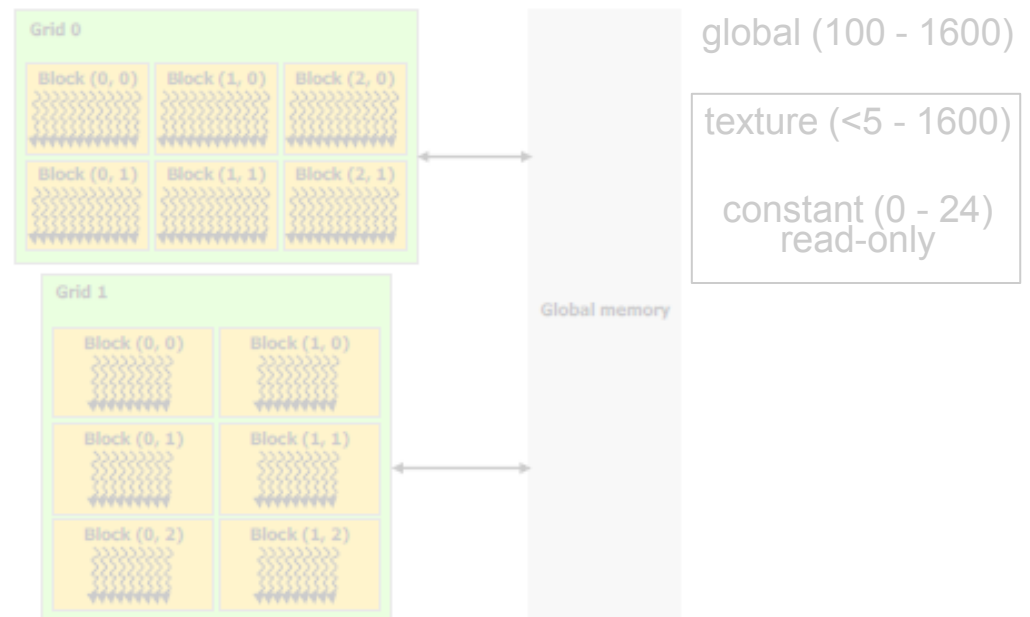 Grid 0
Block (0, 0) Block (1, 0) Block (2, 0)
Block (0, 1) Block (1, 1) Block (2, 1)
Grid 1
Block (0, 0) Block (1, 0)
Block (0, 1) Block (1, 1)
Block (0, 2) Block (1, 2)
Global memory
global (100 - 1600)
texture (<5 - 1600)
constant (0 - 24)
read-only